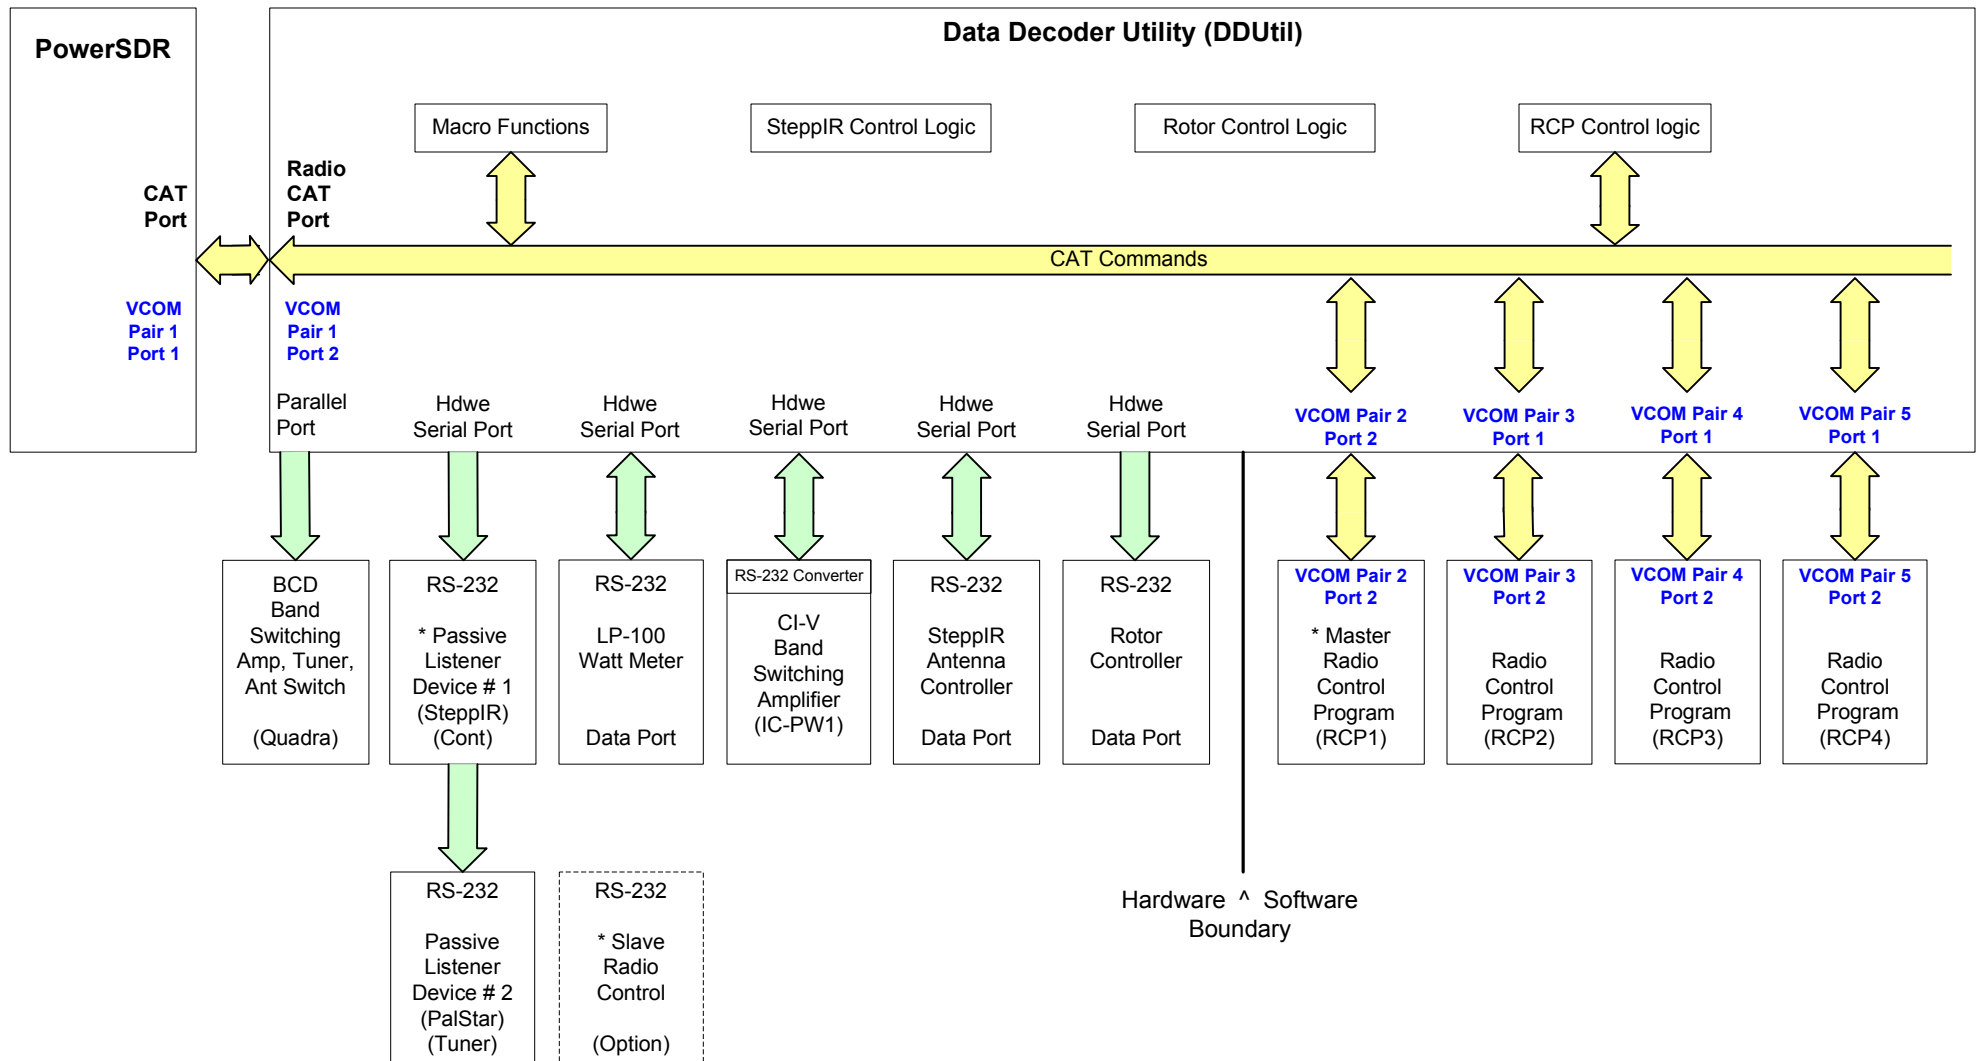 PowerSDR
Data Decoder Utility (DDUtil)
Macro Functions
SteppIR Control Logic
Rotor Control Logic
RCP Control logic
CAT
Port
Radio
CAT
Port
CAT Commands
VCOM
Pair 1
Port 1
VCOM
Pair 1
Port 2
Parallel
Port
Hdwe
Serial Port
Hdwe
Serial Port
Hdwe
Serial Port
Hdwe
Serial Port
Hdwe
Serial Port
VCOM Pair 2
Port 2
VCOM Pair 3
Port 1
VCOM Pair 4
Port 1
VCOM Pair 5
Port 1
BCD
Band
Switching
Amp, Tuner,
Ant Switch
(Quadra)
RS-232
* Passive
Listener
Device # 1
(SteppIR)
(Cont)
RS-232
LP-100
Watt Meter
Data Port
RS-232 Converter
CI-V
Band
Switching
Amplifier
(IC-PW1)
RS-232
SteppIR
Antenna
Controller
Data Port
RS-232
Rotor
Controller
Data Port
VCOM Pair 2
Port 2
* Master
Radio
Control
Program
(RCP1)
VCOM Pair 3
Port 2
Radio
Control
Program
(RCP2)
VCOM Pair 4
Port 2
Radio
Control
Program
(RCP3)
VCOM Pair 5
Port 2
Radio
Control
Program
(RCP4)
RS-232
Passive
Listener
Device # 2
(PalStar)
(Tuner)
RS-232
* Slave
Radio
Control
(Option)
Hardware ^ Software
Boundary